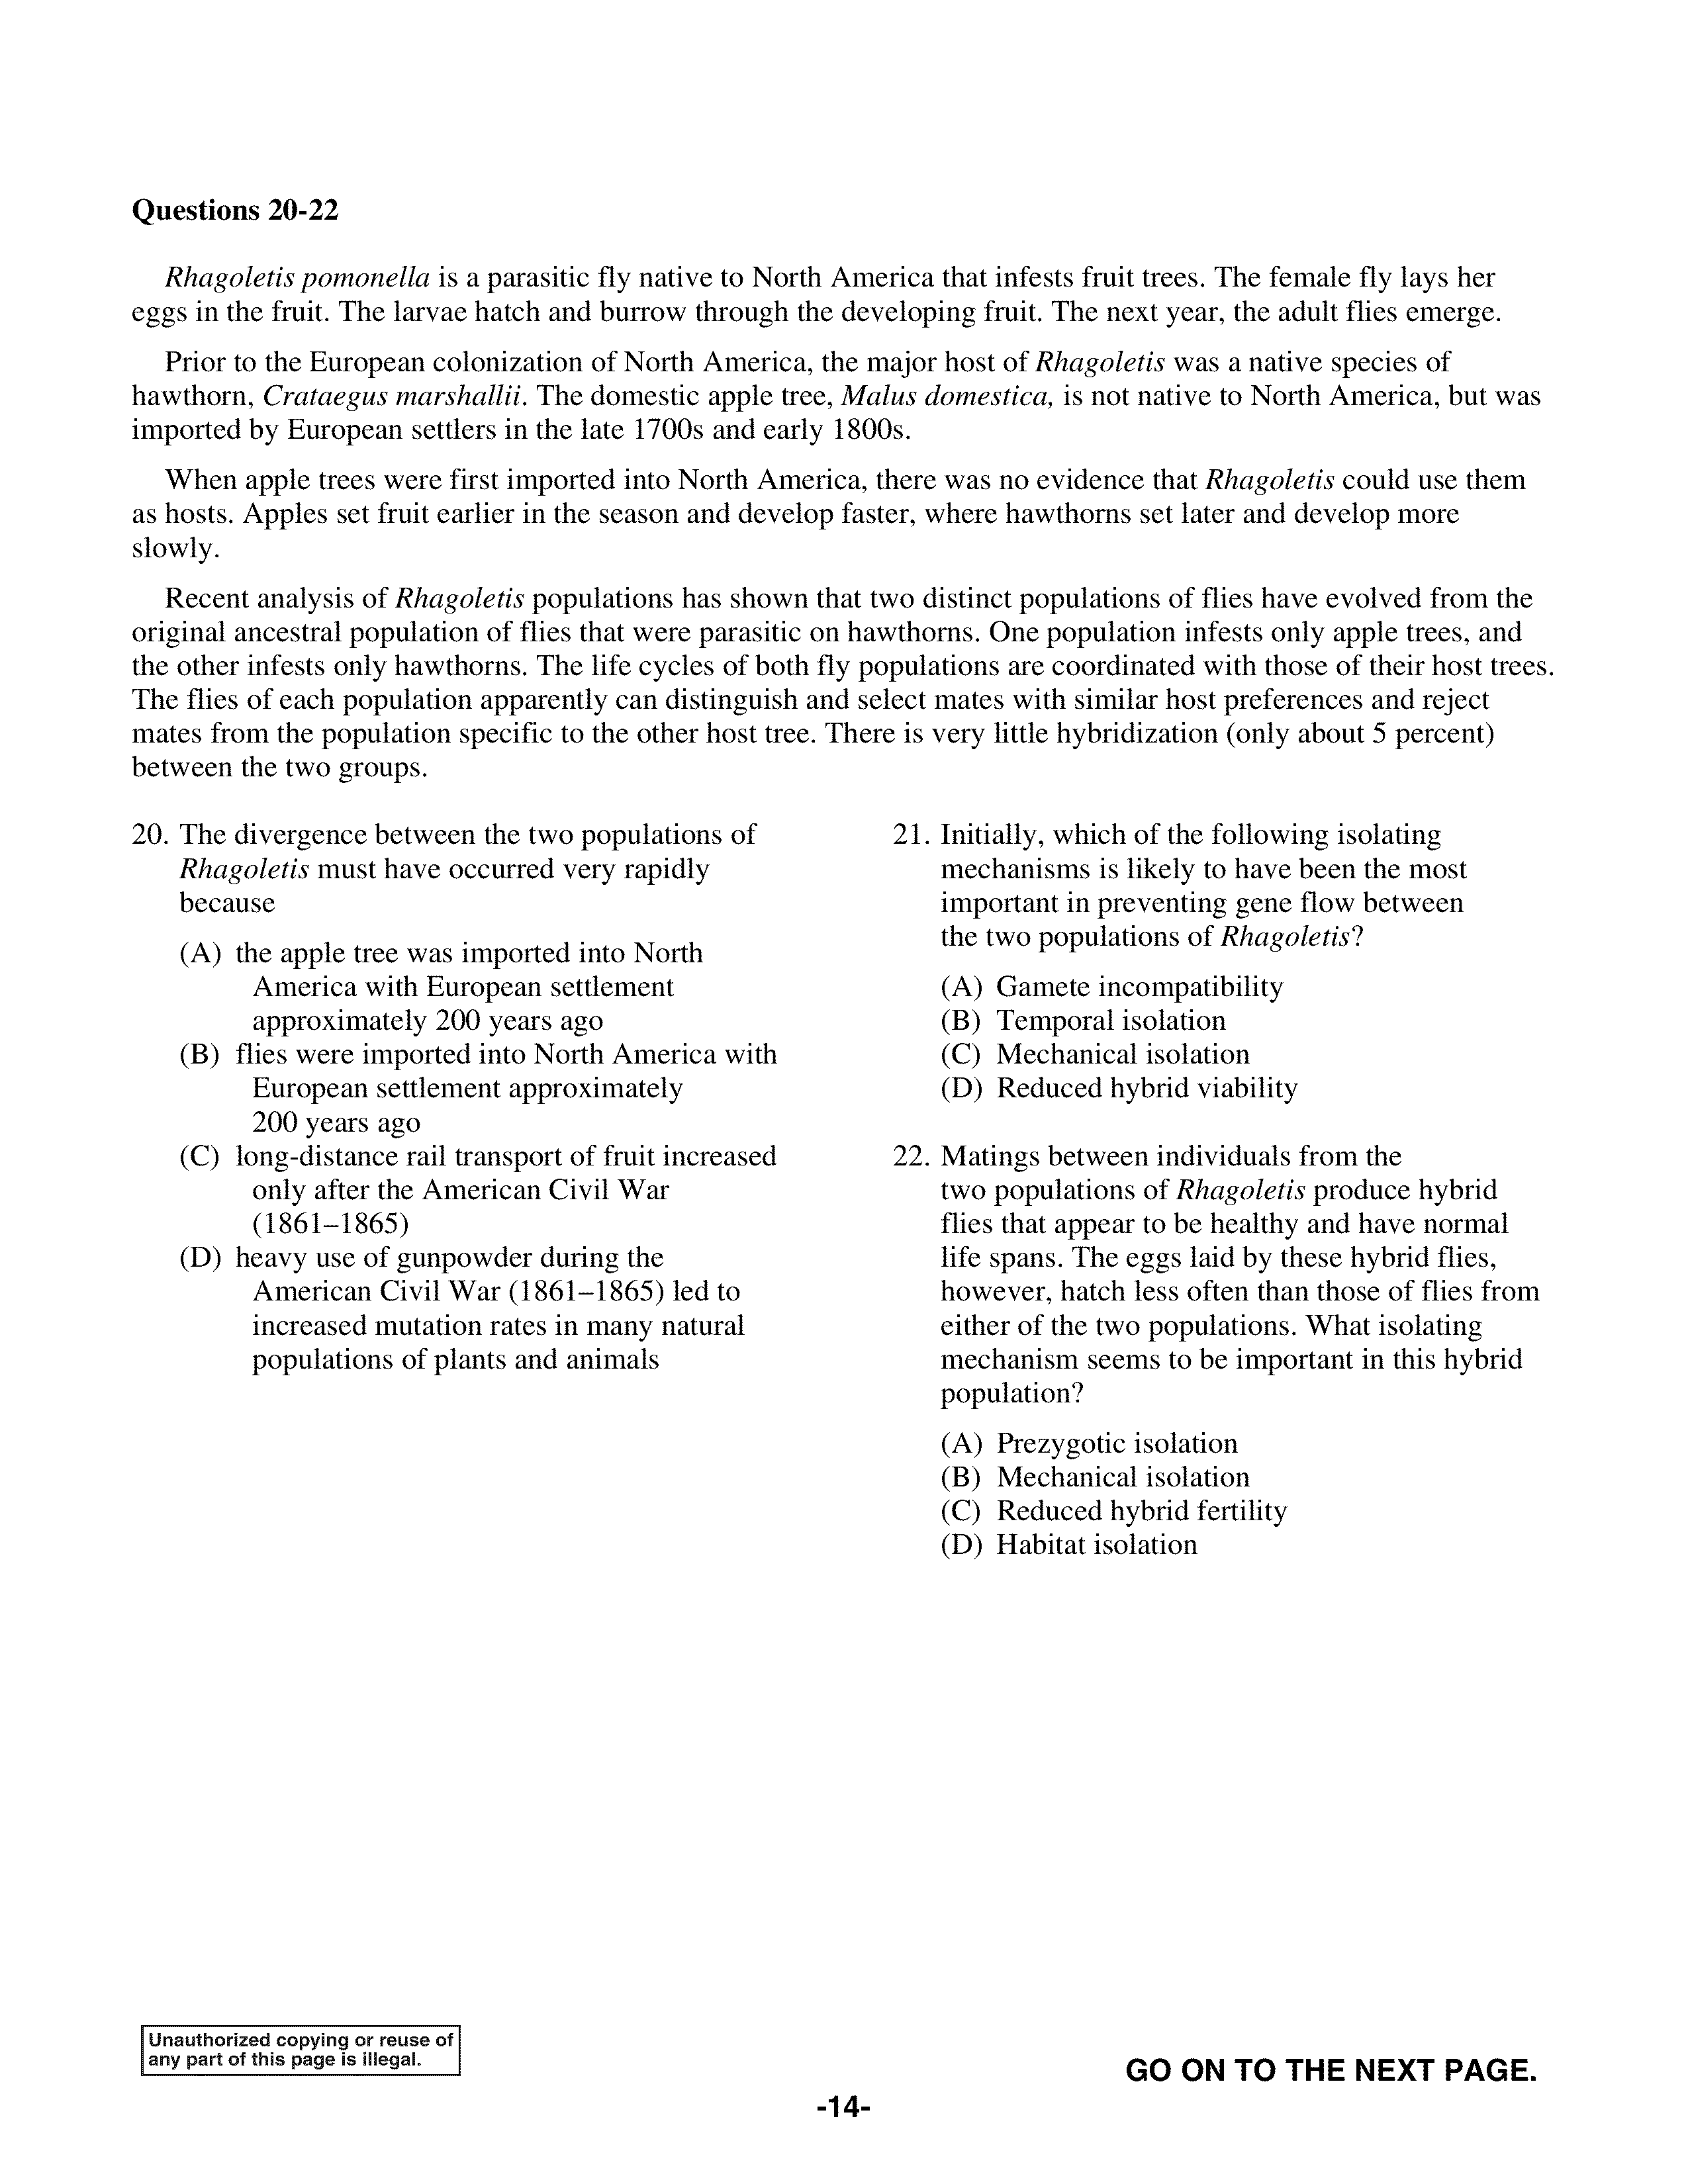 Questions 20-22
Rhagoletis pomonella is a parasitic fly native to North America that infests fruit trees. The female fly lays her
eggs in the fruit. The larvae hatch and burrow through the developing fruit. The next year, the adult flies emerge.
Prior to the European colonization of North America, the major host of Rhagoletis was a native species of
hawthorn, Crataegus marshallii. The domestic apple tree, Malus domestica, is not native to North America, but was
imported by European settlers in the late 1700s and early 1800s.
When apple trees were first imported into North America, there was no evidence that Rhagoletis could use them
as hosts. Apples set fruit earlier in the season and develop faster, where hawthorns set later and develop more
slowly.
Recent analysis of Rhagoletis populations has shown that two distinct populations of flies have evolved from the
original ancestral population of flies that were parasitic on hawthorns. One population infests only apple trees, and
the other infests only hawthorns. The life cycles of both fly populations are coordinated with those of their host trees.
The flies of each population apparently can distinguish and select mates with similar host preferences and reject
mates from the population specific to the other host tree. There is very little hybridization (only about 5 percent)
between the two groups.
20. The divergence between the two populations of
Rhagoletis must have occurred very rapidly
because
(A) the apple tree was imported into North
America with European settlement
approximately 200 years ago
(B) flies were imported into North America with
European settlement approximately
200 years ago
(C) long-distance rail transport of fruit increased
only after the American Civil War
(1861–1865)
(D) heavy use of gunpowder during the
American Civil War (1861–1865) led to
increased mutation rates in many natural
populations of plants and animals
21. Initially, which of the following isolating
mechanisms is likely to have been the most
important in preventing gene flow between
the two populations of Rhagoletis?
(A) Gamete incompatibility
(B) Temporal isolation
(C) Mechanical isolation
(D) Reduced hybrid viability
22. Matings between individuals from the
two populations of Rhagoletis produce hybrid
flies that appear to be healthy and have normal
life spans. The eggs laid by these hybrid flies,
however, hatch less often than those of flies from
either of the two populations. What isolating
mechanism seems to be important in this hybrid
population?
(A) Prezygotic isolation
(B) Mechanical isolation
(C) Reduced hybrid fertility
(D) Habitat isolation
Unauthorized copying or reuse of
any part of this page is illegal.
GO ON TO THE NEXT PAGE.
-14-